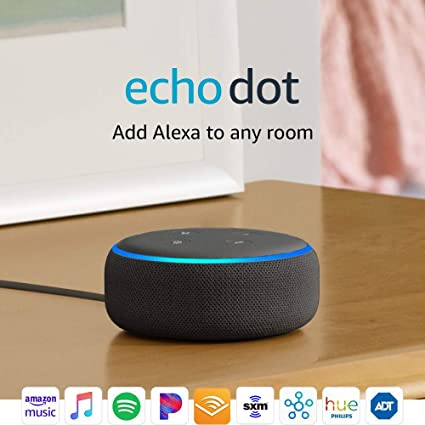 echo dot
Add Alexa to any room
amazon
music
sxm
hue
PHILIPS
ADT